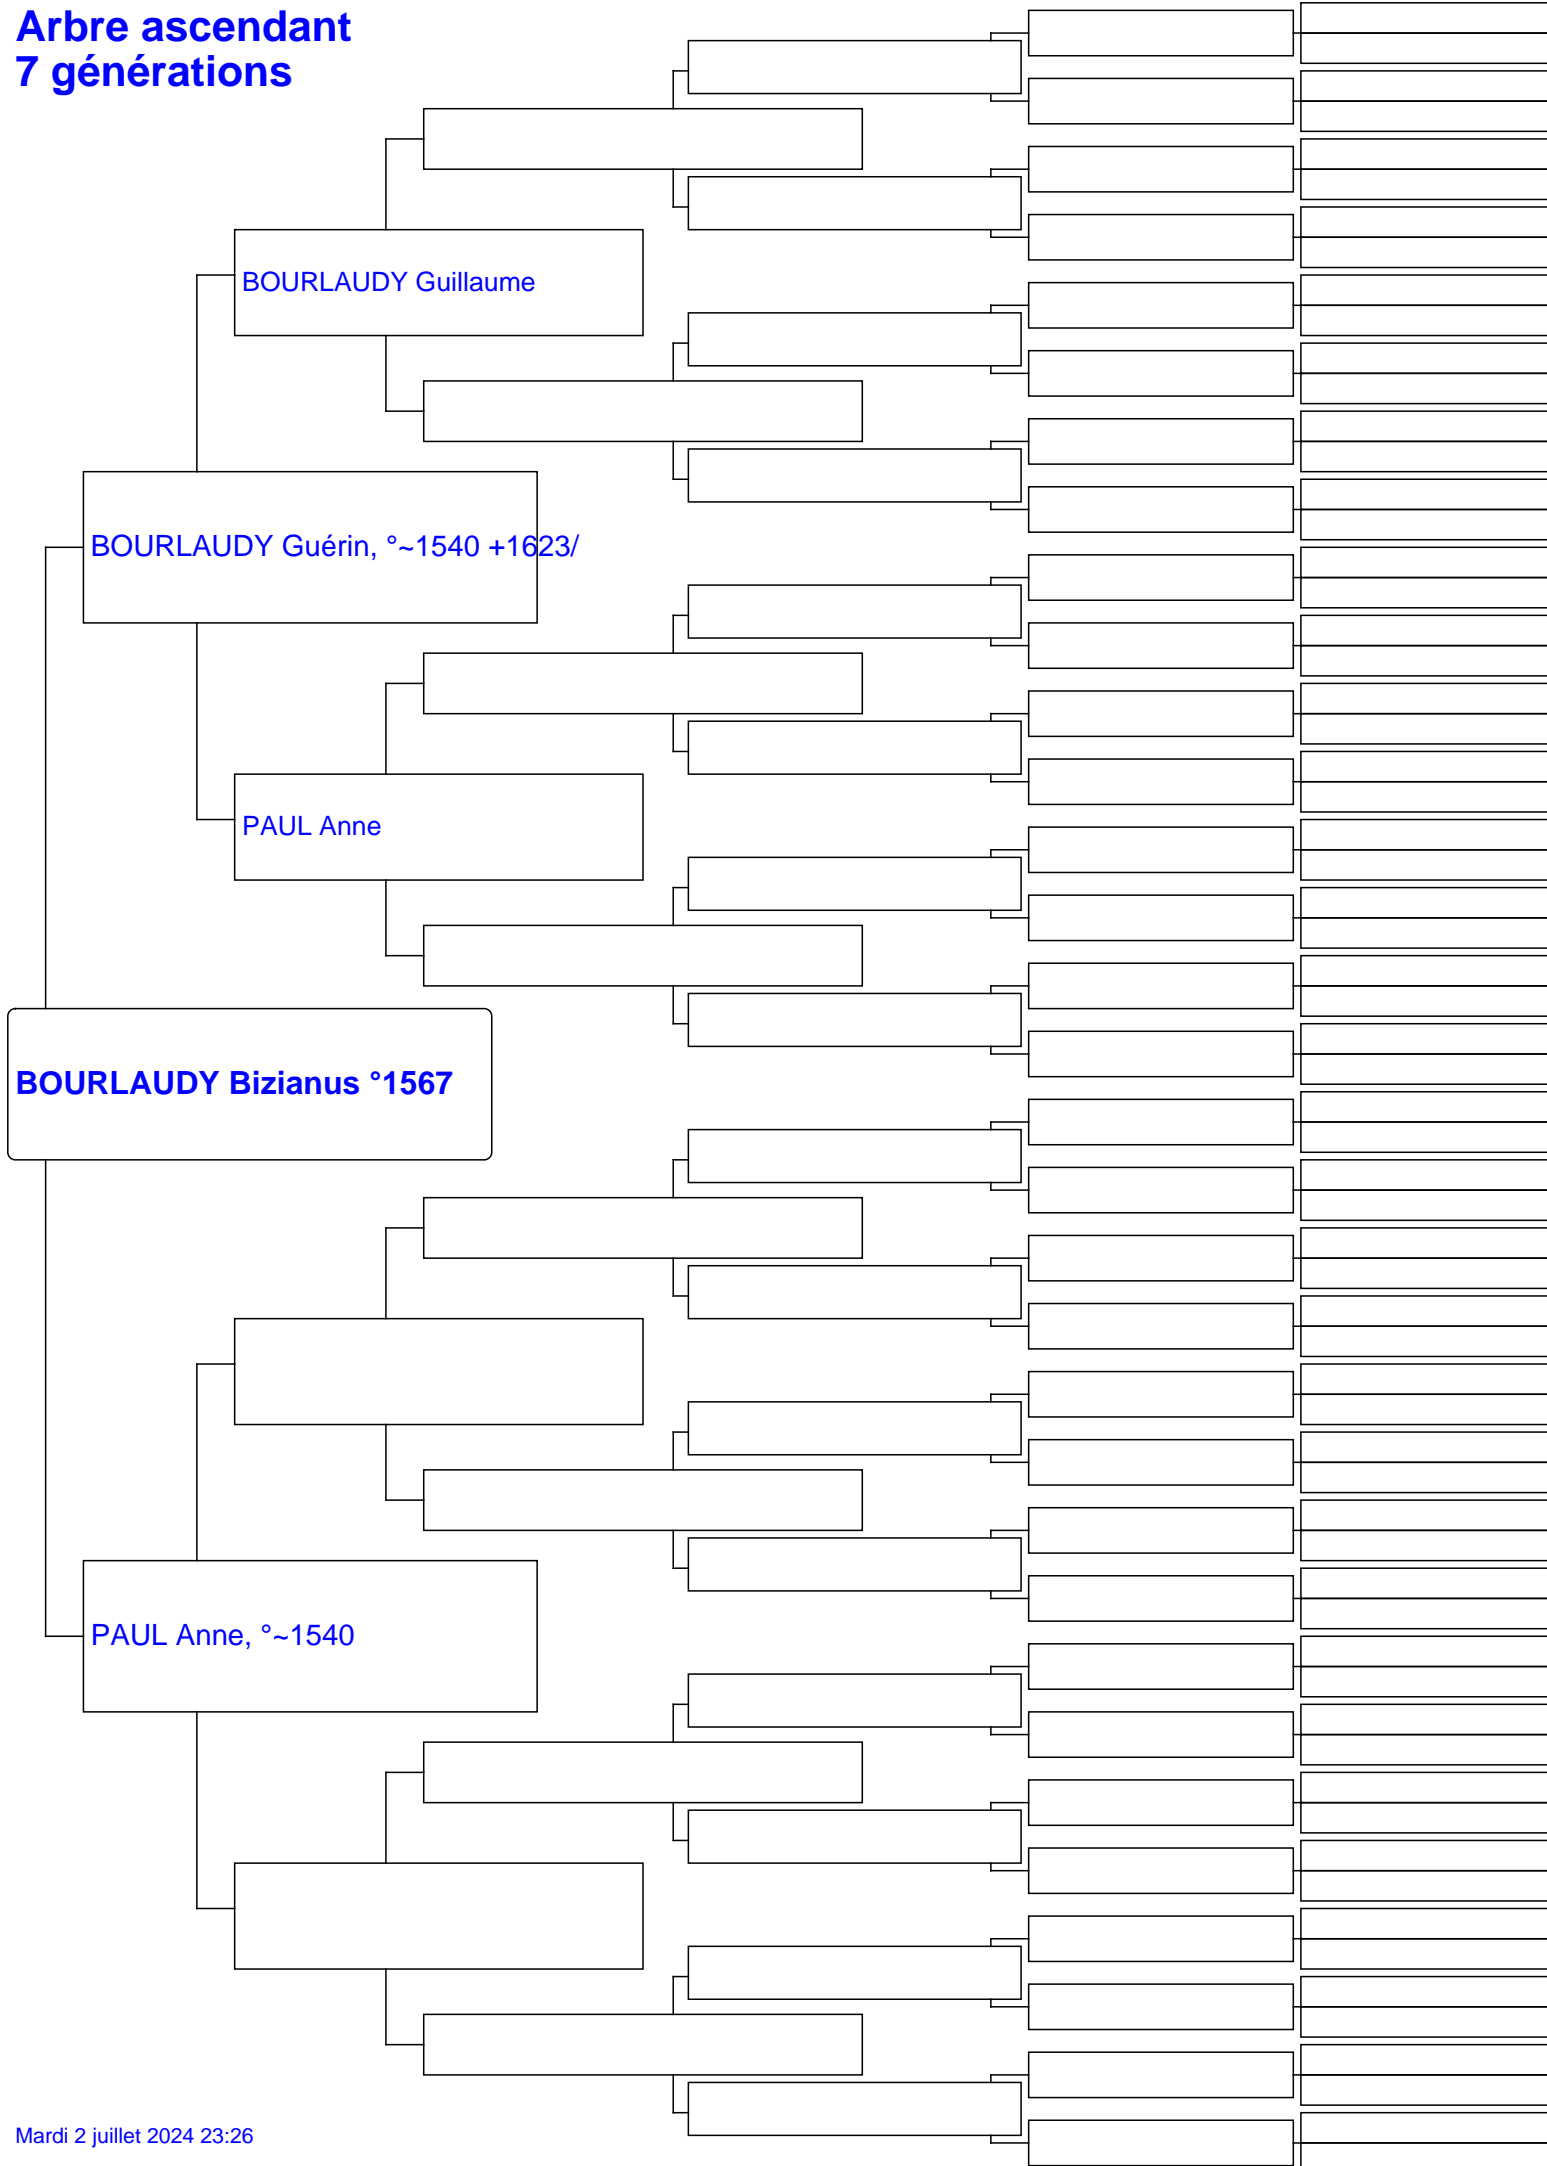 Arbre ascendant
7 générations
BOURLAUDY Guillaume
BOURLAUDY Guérin, °~1540 +1623/
PAUL Anne
BOURLAUDY Bizianus °1567
PAUL Anne, °~1540
Mardi 2 juillet 2024 23:26